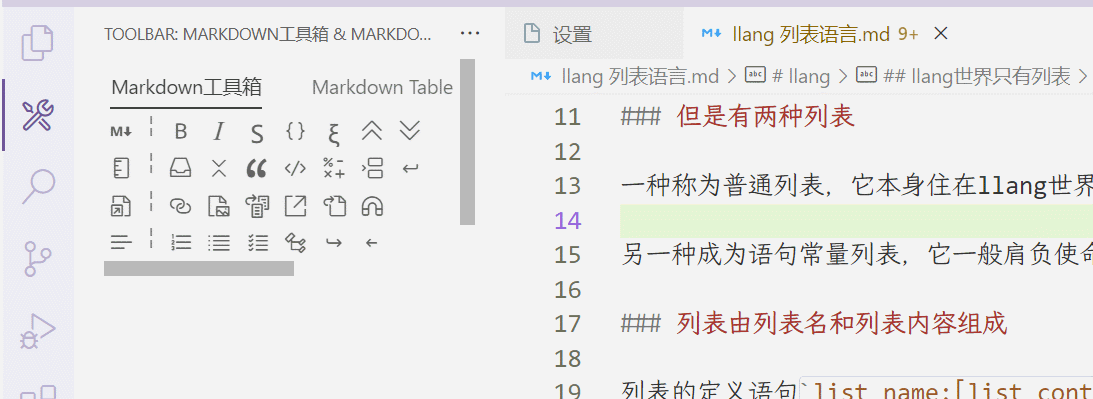 TOOLBAR: MARKDOWN工具箱 & MARKDO... ···
Markdown工具箱 Markdown Table
M↓ B I S {} ξ
设置 M↓ llang 列表语言.md 9+ ×
M↓ llang 列表语言.md > abc # llang > abc ## llang世界只有列表 >
11 ### 但是有两种列表
12
13 一种称为普通列表，它本身住在llang世界
14
15 另一种成为语句常量列表，它一般肩负使命
16
17 ### 列表由列表名和列表内容组成
18
19 列表的定义语句`list name:[list cont